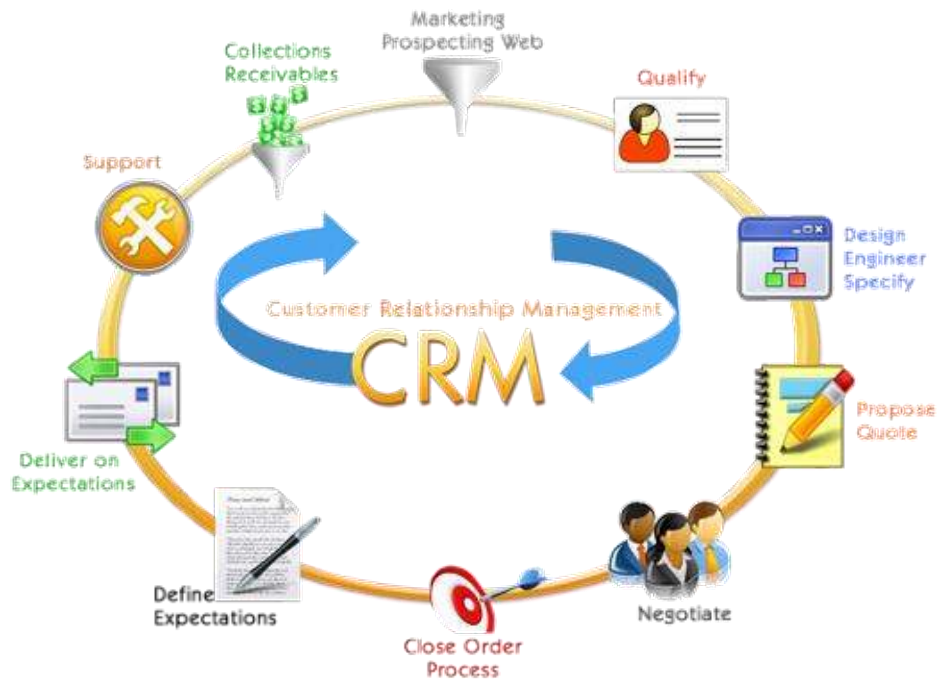 Marketing
Prospecting Web
Collections
Receivables
Qualify
Support
Design
Engineer
Specify
Customer Relationship Management
CRM
Propose
Quote
Deliver on
Expectations
Define
Expectations
Negotiate
Close Order
Process